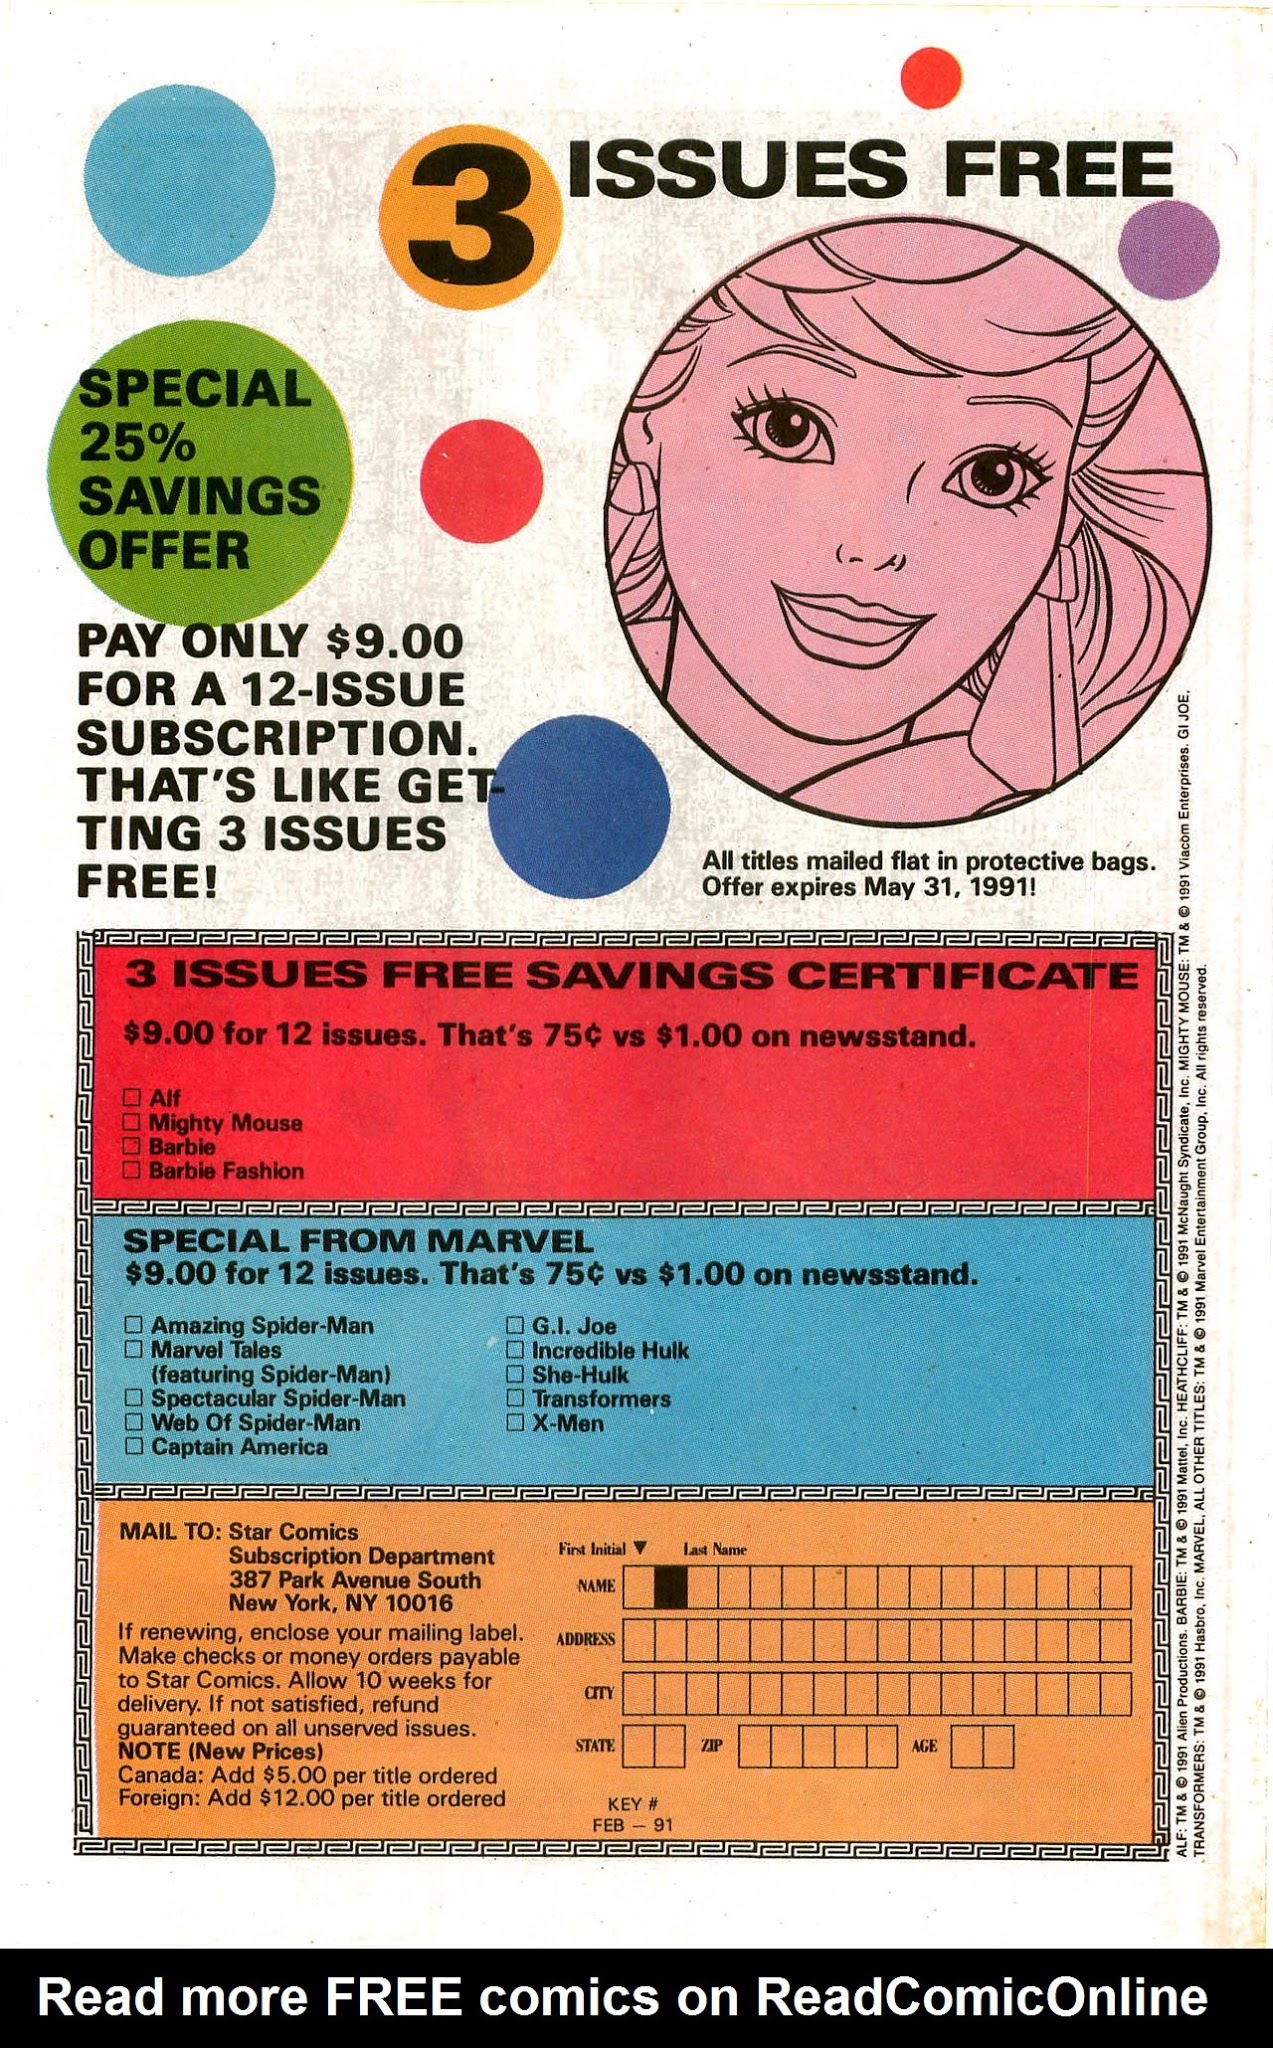 3 ISSUES FREE
SPECIAL
25%
SAVINGS
OFFER
PAY ONLY $9.00
FOR A 12-ISSUE
SUBSCRIPTION.
THAT'S LIKE GET-
TING 3 ISSUES
FREE!
All titles mailed flat in protective bags.
Offer expires May 31, 1991!
3 ISSUES FREE SAVINGS CERTIFICATE
$9.00 for 12 issues. That's 75¢ vs $1.00 on newsstand.
☐ Alf
☐ Mighty Mouse
☐ Barbie
☐ Barbie Fashion
SPECIAL FROM MARVEL
$9.00 for 12 issues. That's 75¢ vs $1.00 on newsstand.
☐ Amazing Spider-Man
☐ Marvel Tales
(featuring Spider-Man)
☐ Spectacular Spider-Man
☐ Web Of Spider-Man
☐ Captain America
☐ G.I. Joe
☐ Incredible Hulk
☐ She-Hulk
☐ Transformers
☐ X-Men
MAIL TO: Star Comics
Subscription Department
387 Park Avenue South
New York, NY 10016
If renewing, enclose your mailing label.
Make checks or money orders payable
to Star Comics. Allow 10 weeks for
delivery. If not satisfied, refund
guaranteed on all unserved issues.
NOTE (New Prices)
Canada: Add $5.00 per title ordered
Foreign: Add $12.00 per title ordered
First Initial ▼ Last Name
NAME
ADDRESS
CITY
STATE ZIP AGE
KEY #
FEB — 91
ALF: TM & © 1991 Alien Productions. BARBIE: TM & © 1991 Mattel, Inc. HEATHCLIFF: TM & © 1991 McNaught Syndicate, Inc. MIGHTY MOUSE: TM & © 1991 Viacom Enterprises. GI JOE,
TRANSFORMERS: TM & © 1991 Hasbro, Inc. MARVEL, ALL OTHER TITLES: TM & © 1991 Marvel Entertainment Group, Inc. All rights reserved.
Read more FREE comics on ReadComicOnline